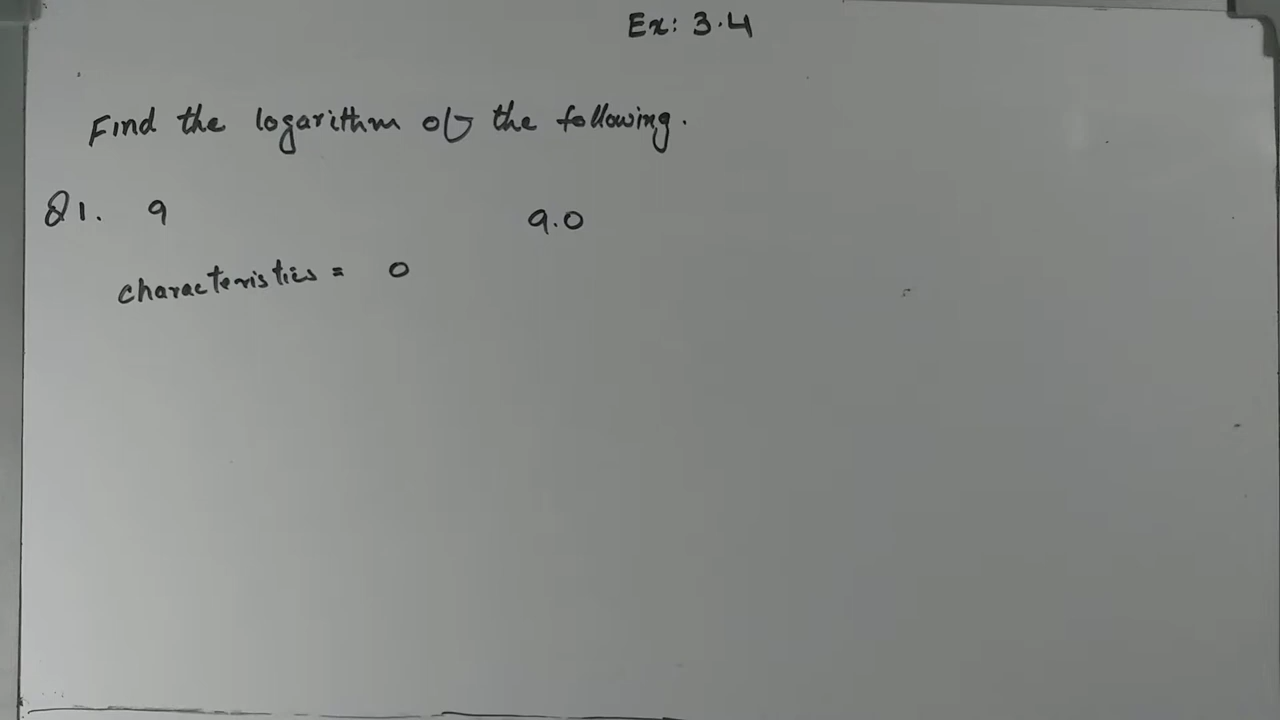 Ex: 3.4
Find the logarithm of the following.
Q1. 9 9.0
characteristics = 0